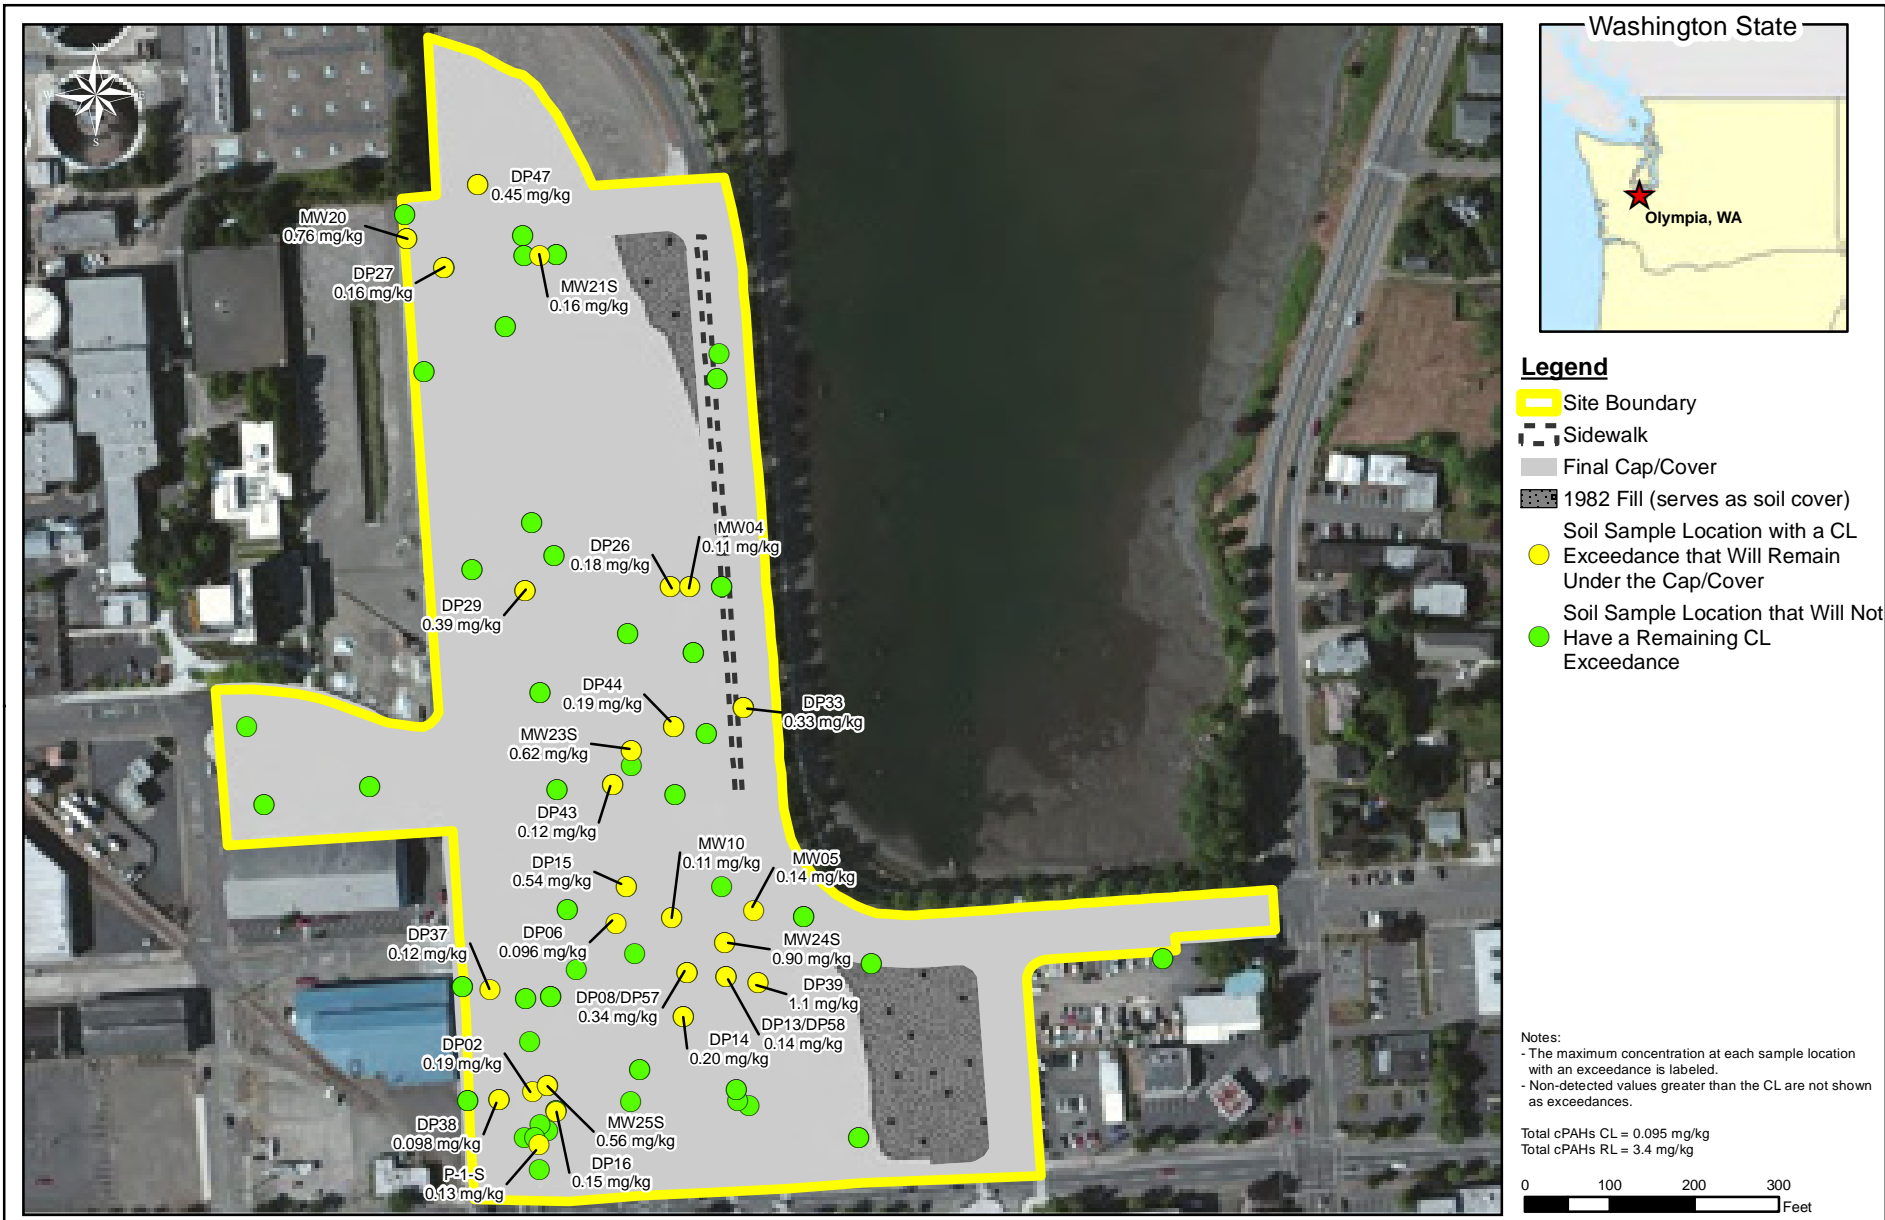 N
W
E
S
DP47
0.45 mg/kg
MW20
0.76 mg/kg
DP27
0.16 mg/kg
MW21S
0.16 mg/kg
MW04
0.11 mg/kg
DP26
0.18 mg/kg
DP29
0.39 mg/kg
DP44
0.19 mg/kg
DP33
0.33 mg/kg
MW23S
0.62 mg/kg
DP43
0.12 mg/kg
MW10
0.11 mg/kg
MW05
0.14 mg/kg
DP15
0.54 mg/kg
DP06
0.096 mg/kg
DP37
0.12 mg/kg
MW24S
0.90 mg/kg
DP39
1.1 mg/kg
DP08/DP57
0.34 mg/kg
DP13/DP58
0.14 mg/kg
DP14
0.20 mg/kg
DP02
0.19 mg/kg
DP38
0.098 mg/kg
MW25S
0.56 mg/kg
DP16
0.15 mg/kg
P-1-S
0.13 mg/kg
Washington State
Olympia, WA
Legend
Site Boundary
Sidewalk
Final Cap/Cover
1982 Fill (serves as soil cover)
Soil Sample Location with a CL
Exceedance that Will Remain
Under the Cap/Cover
Soil Sample Location that Will Not
Have a Remaining CL
Exceedance
Notes:
- The maximum concentration at each sample location
with an exceedance is labeled.
- Non-detected values greater than the CL are not shown
as exceedances.
Total cPAHs CL = 0.095 mg/kg
Total cPAHs RL = 3.4 mg/kg
0 100 200 300
Feet